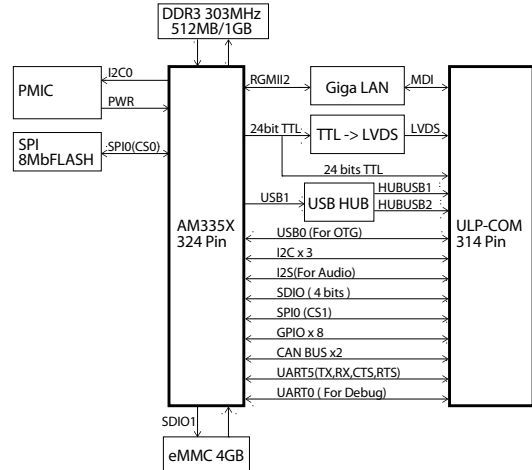 DDR3 303MHz
512MB/1GB
I2C0
PMIC
PWR
SPI
8MbFLASH
SPI0(CS0)
AM335X
324 Pin
RGMII2
Giga LAN
MDI
24bit TTL
TTL -> LVDS
LVDS
24 bits TTL
USB1
USB HUB
HUBUSB1
HUBUSB2
ULP-COM
314 Pin
USB0 (For OTG)
I2C x 3
I2S(For Audio)
SDIO ( 4 bits )
SPI0 (CS1)
GPIO x 8
CAN BUS x2
UART5(TX,RX,CTS,RTS)
UART0 ( For Debug)
SDIO1
eMMC 4GB